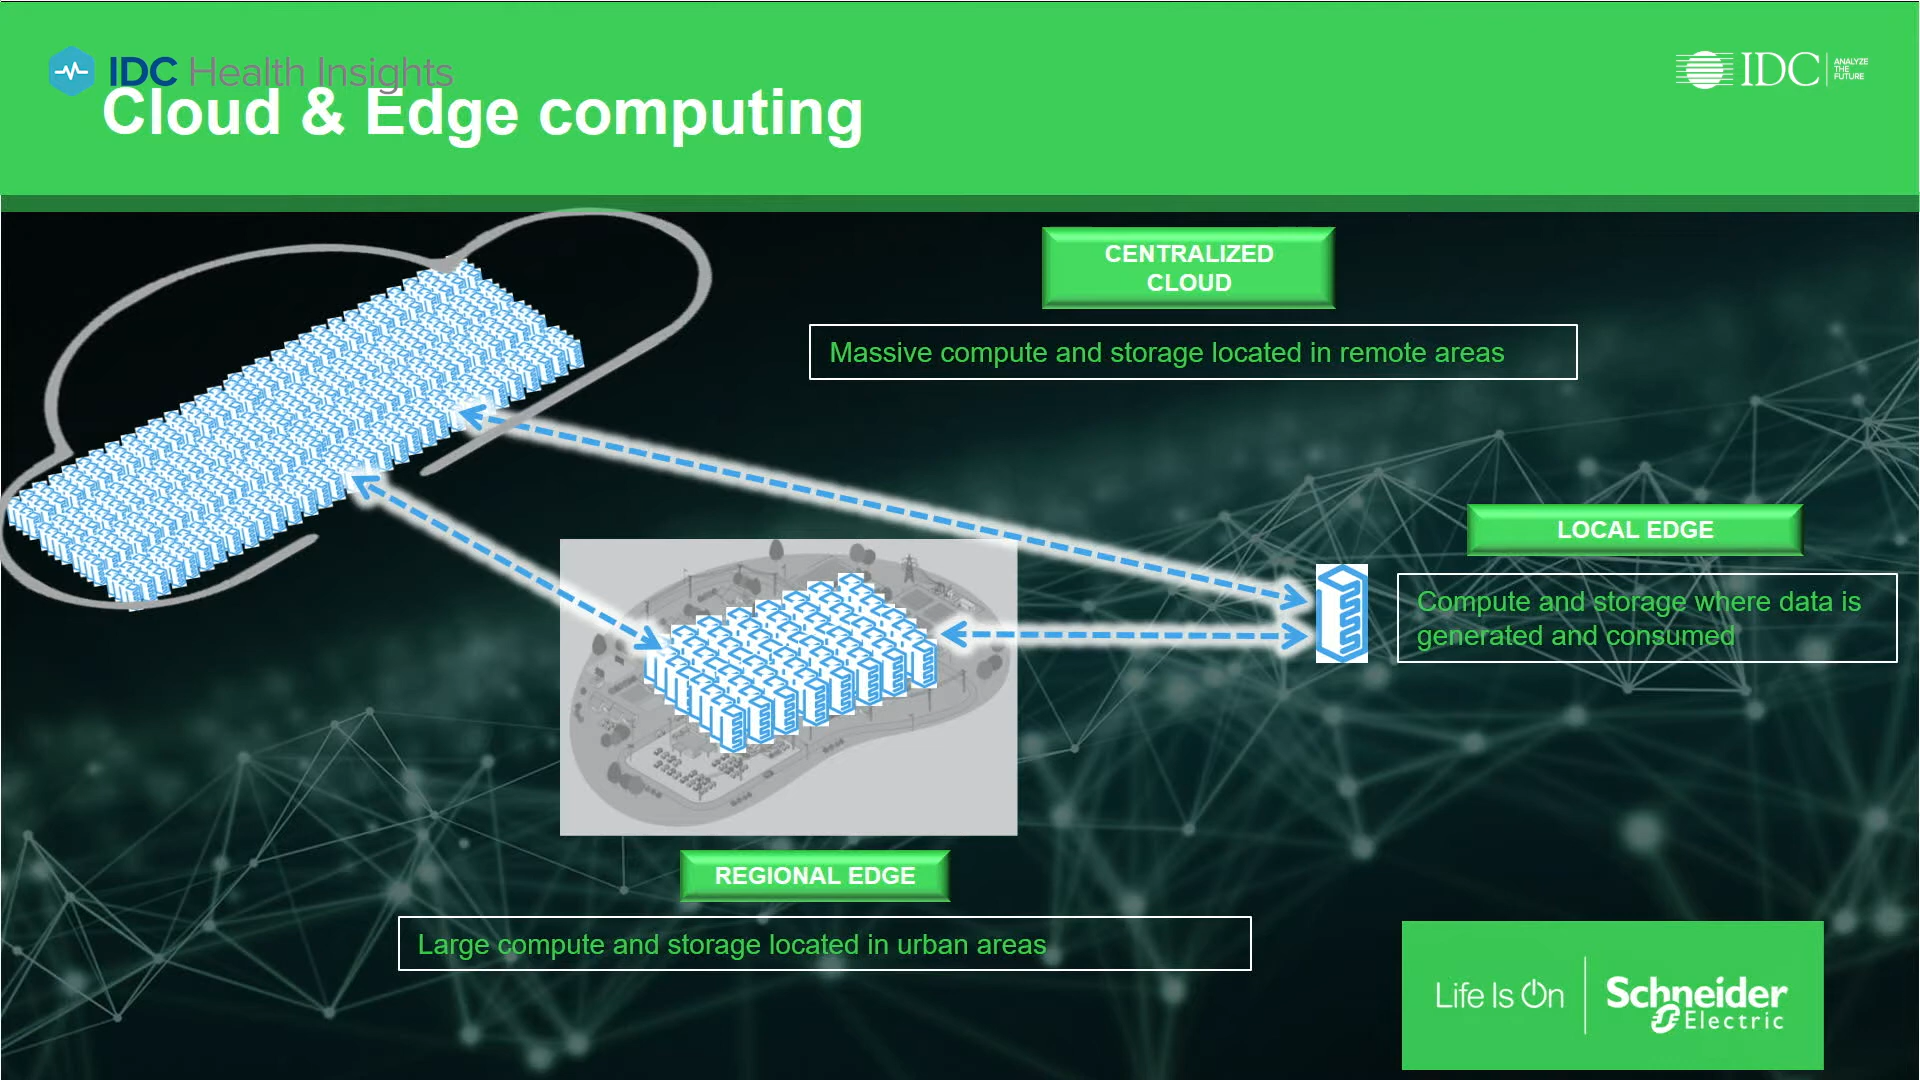 IDC Health Insights
Cloud & Edge computing
IDC
ANALYZE
THE
FUTURE
CENTRALIZED
CLOUD
Massive compute and storage located in remote areas
LOCAL EDGE
Compute and storage where data is
generated and consumed
REGIONAL EDGE
Large compute and storage located in urban areas
Life Is On
Schneider
Electric